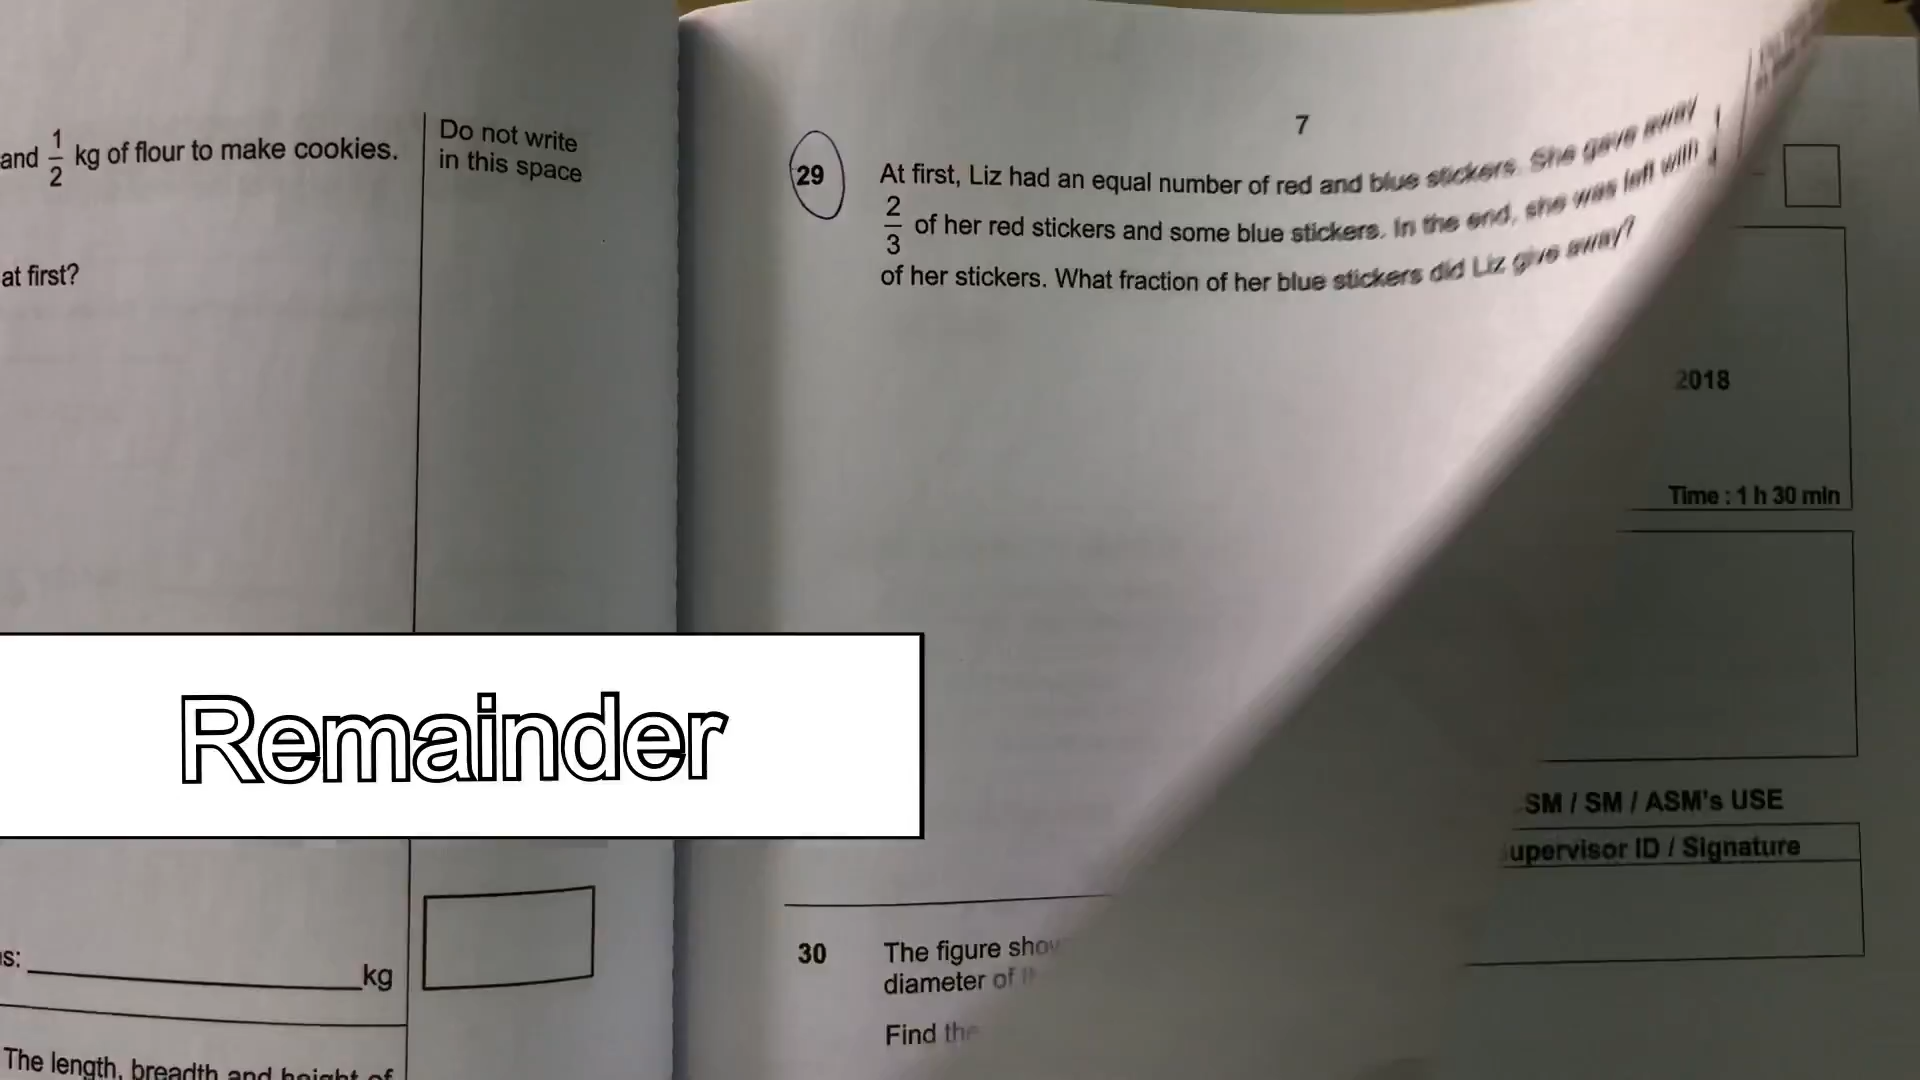 and 1/2 kg of flour to make cookies.
at first?
Do not write
in this space
7
29 At first, Liz had an equal number of red and blue stickers. She gave away
2/3 of her red stickers and some blue stickers. In the end, she was left with
of her stickers. What fraction of her blue stickers did Liz give away?
2018
Time : 1 h 30 min
SM / SM / ASM's USE
upervisor ID / Signature
Remainder
s: kg
The length, breadth and height of
30 The figure show
diameter of
Find the